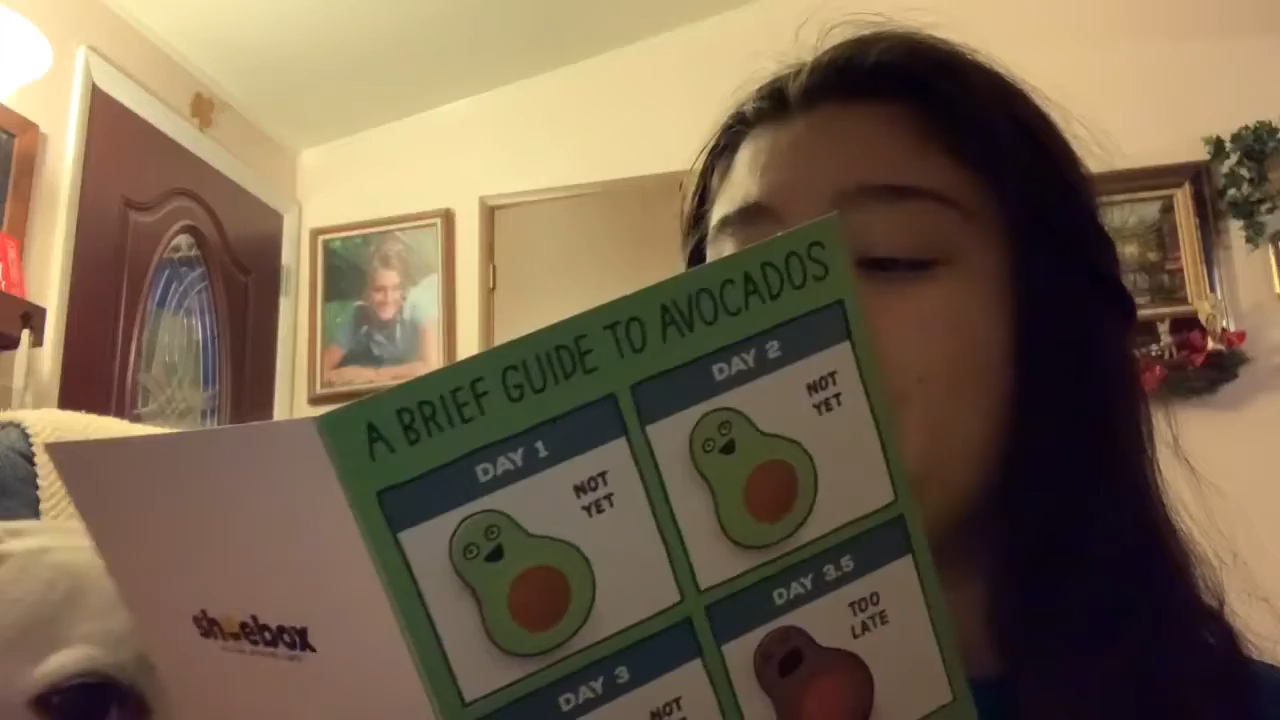 A BRIEF GUIDE TO AVOCADOS
DAY 1
NOT
YET
DAY 2
NOT
YET
DAY 3
NOT
DAY 3.5
TOO
LATE
shoebox